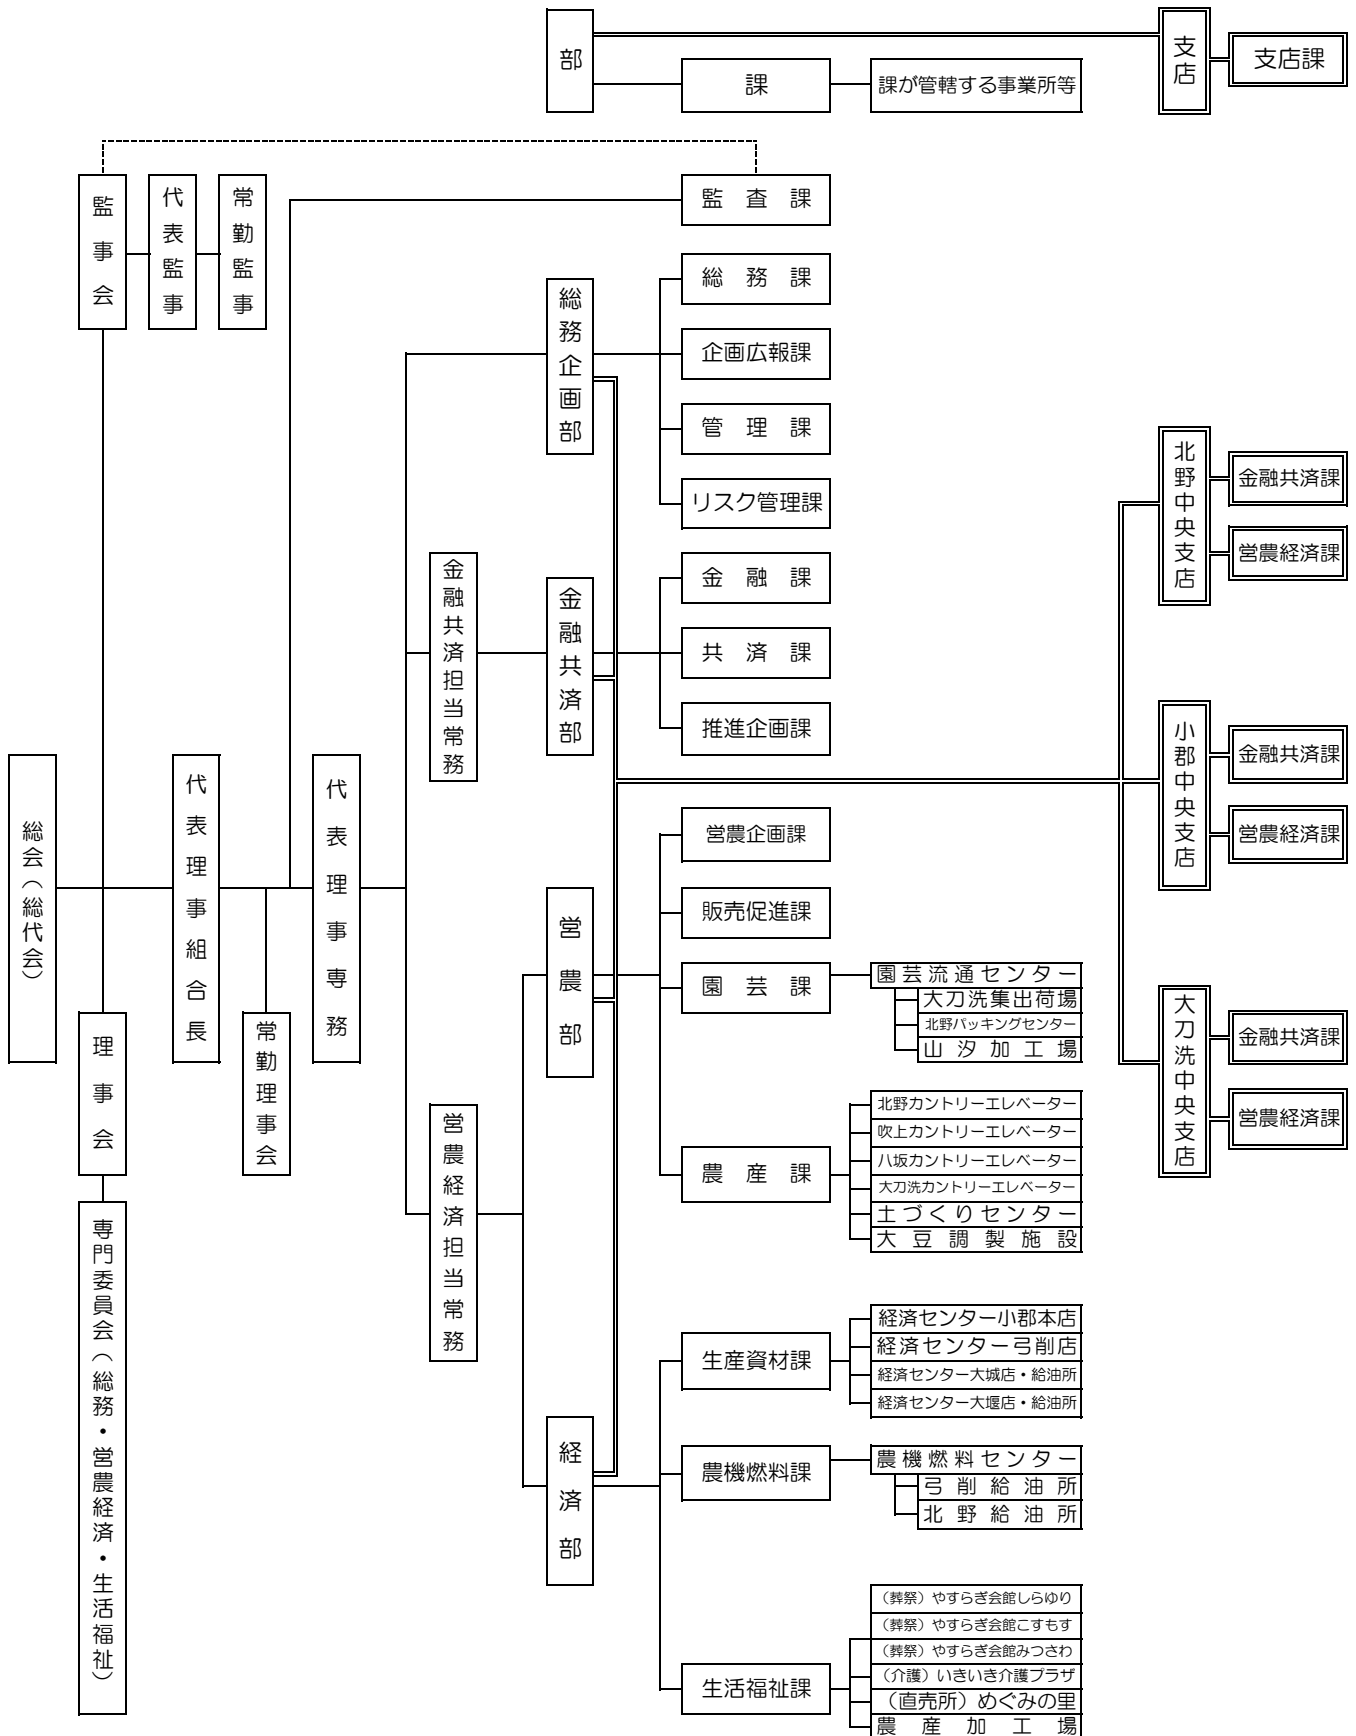 部
課
課が管轄する事業所等
支店
支店課
監事会
代表監事
常勤監事
監査課
総務企画部
総務課
企画広報課
管理課
リスク管理課
金融共済担当常務
金融共済部
金融課
共済課
推進企画課
北野中央支店
金融共済課
営農経済課
小郡中央支店
金融共済課
営農経済課
大刀洗中央支店
金融共済課
営農経済課
総会（総代会）
代表理事組合長
代表理事専務
理事会
常勤理事会
専門委員会（総務・営農経済・生活福祉）
営農経済担当常務
営農部
営農企画課
販売促進課
園芸課
園芸流通センター
大刀洗集出荷場
北野パッキングセンター
山汐加工場
農産課
北野カントリーエレベーター
吹上カントリーエレベーター
八坂カントリーエレベーター
大刀洗カントリーエレベーター
土づくりセンター
大豆調製施設
経済部
生産資材課
経済センター小郡本店
経済センター弓削店
経済センター大城店・給油所
経済センター大堰店・給油所
農機燃料課
農機燃料センター
弓削給油所
北野給油所
生活福祉課
（葬祭）やすらぎ会館しらゆり
（葬祭）やすらぎ会館こすもす
（葬祭）やすらぎ会館みつさわ
（介護）いきいき介護プラザ
（直売所）めぐみの里
農産加工場